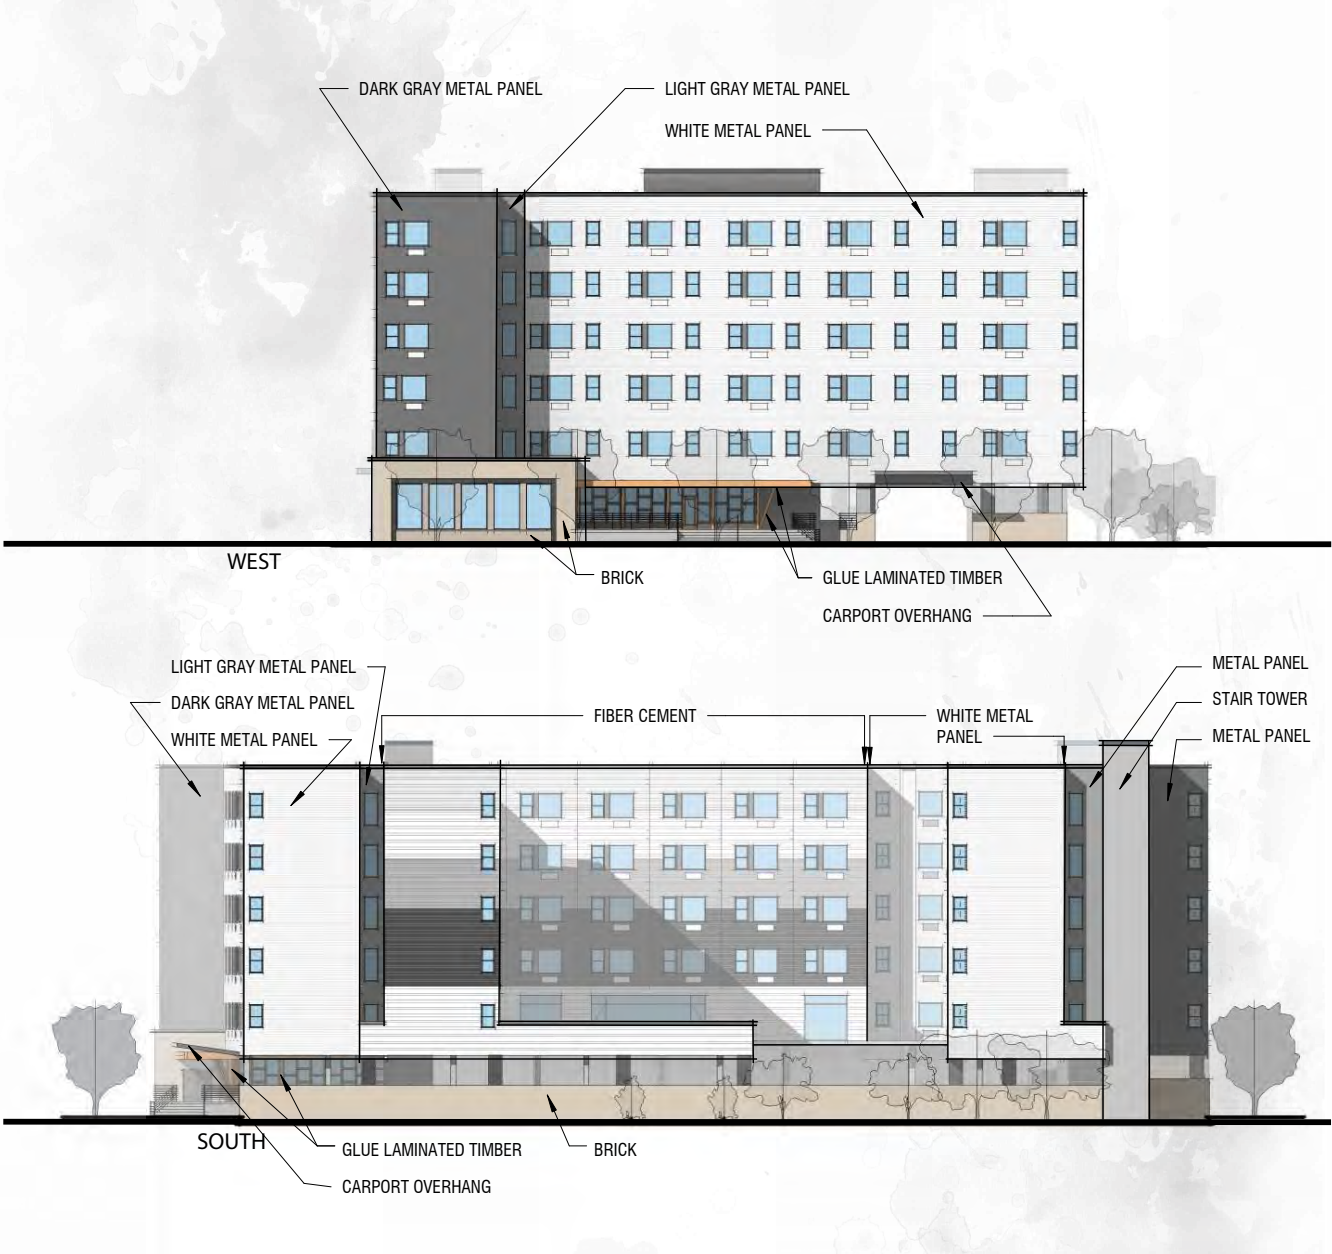 DARK GRAY METAL PANEL
LIGHT GRAY METAL PANEL
WHITE METAL PANEL
WEST
BRICK
GLUE LAMINATED TIMBER
CARPORT OVERHANG
LIGHT GRAY METAL PANEL
DARK GRAY METAL PANEL
WHITE METAL PANEL
FIBER CEMENT
WHITE METAL
PANEL
METAL PANEL
STAIR TOWER
METAL PANEL
SOUTH
GLUE LAMINATED TIMBER
BRICK
CARPORT OVERHANG